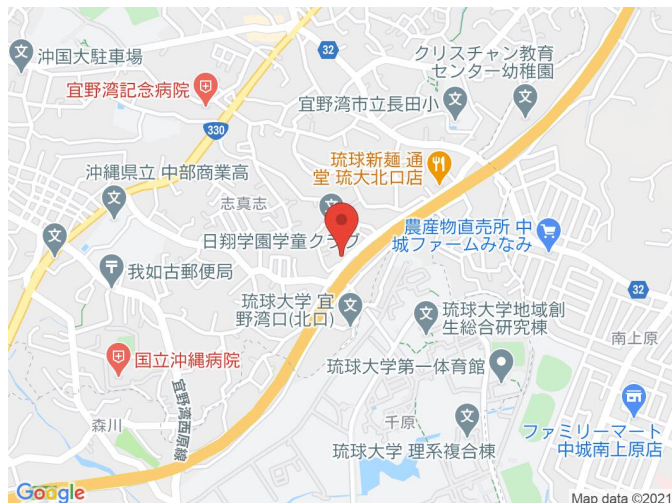 32
沖国大駐車場
クリスチャン教育
センター幼稚園
宜野湾記念病院
宜野湾市立長田小
330
琉球新麺 通
堂 琉大北口店
沖縄県立 中部商業高
志真志
日翔学園学童クラブ
農産物直売所 中
城ファームみなみ
我如古郵便局
32
琉球大学 宜
野湾口(北口)
琉球大学地域創
生総合研究棟
南上原
国立沖縄病院
琉球大学第一体育館
宜野湾西原線
森川
千原
ファミリーマート
中城南上原店
琉球大学 理系複合棟
Google
Map data ©2021